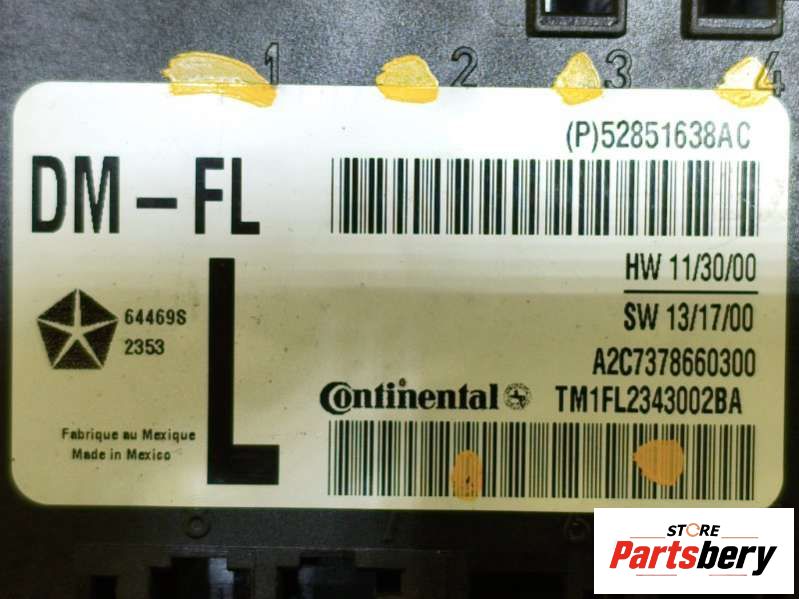 1 2 3 4
(P)52851638AC
DM-FL
HW 11/30/00
SW 13/17/00
L
64469S
2353
A2C7378660300
Continental
TM1FL2343002BA
Fabrique au Mexique
Made in Mexico
STORE
Partsbery